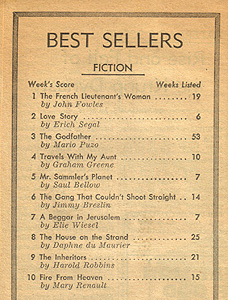 BEST SELLERS
FICTION
Week's Score Weeks Listed
1 The French Lieutenant's Woman ........ 19
by John Fowles
2 Love Story ........ 6
by Erich Segal
3 The Godfather ........ 53
by Mario Puzo
4 Travels With My Aunt ........ 10
by Graham Greene
5 Mr. Sammler's Planet ........ 7
by Saul Bellow
6 The Gang That Couldn't Shoot Straight .. 14
by Jimmy Breslin
7 A Beggar in Jerusalem ........ 7
by Elie Wiesel
8 The House on the Strand ........ 25
by Daphne du Maurier
9 The Inheritors ........ 21
by Harold Robbins
10 Fire From Heaven ........ 15
by Mary Renault